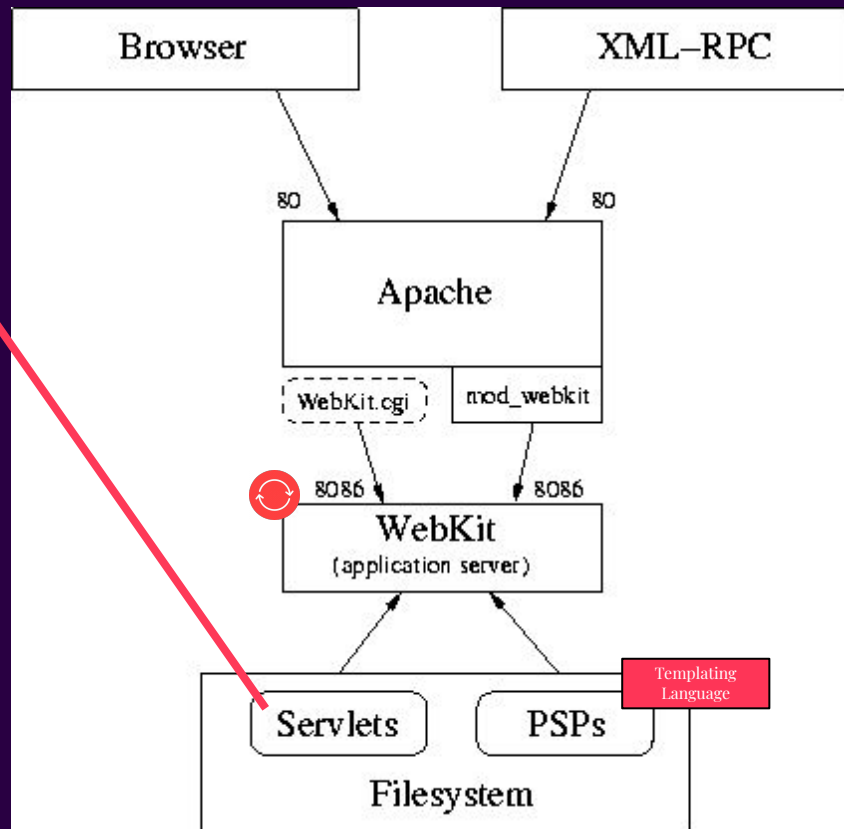 Browser
XML-RPC
80
80
Apache
WebKit.cgi
mod_webkit
8086
8086
WebKit
(application server)
Templating
Language
Servlets
PSPs
Filesystem